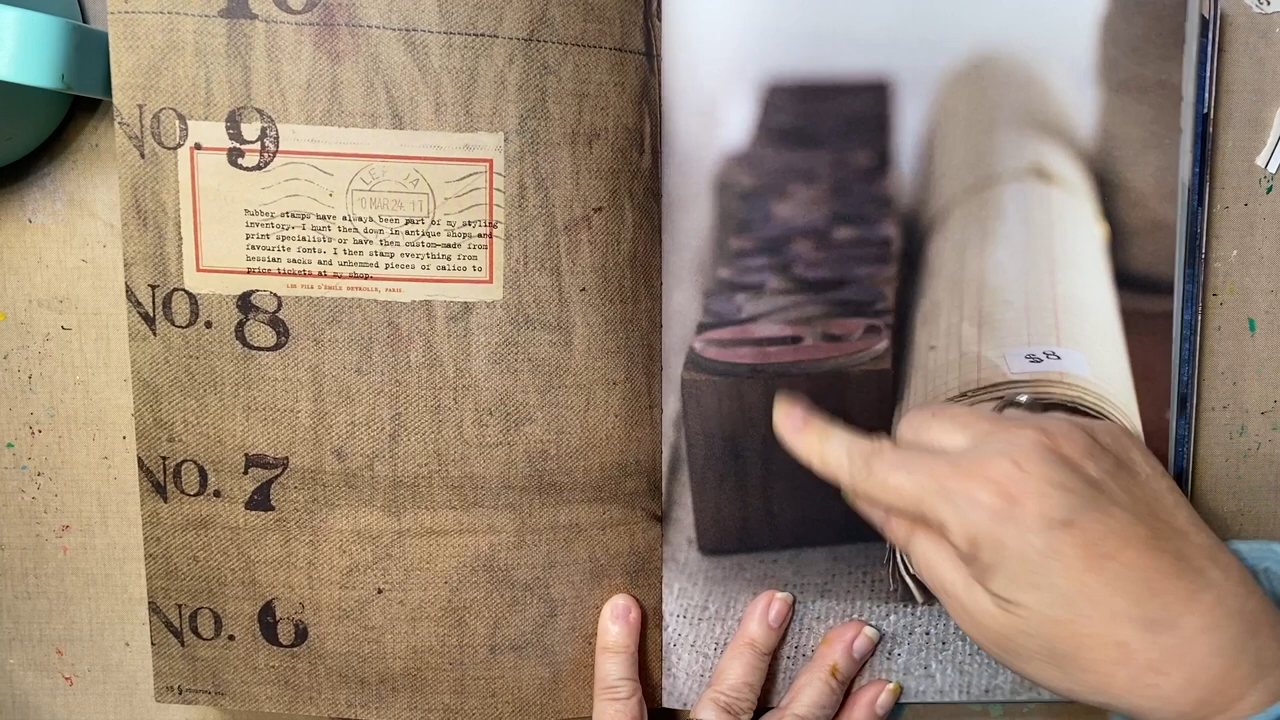 10
NO. 9
0 MAR 24
Rubber stamps have always been part of my styling
inventory. I hunt them down in antique shops and
print specialists or have them custom-made from
favourite fonts. I then stamp everything from
hessian sacks and unhemmed pieces of calico to
price tickets at my shop.
LES FILS D'ÉMILE DEYROLLE, PARIS.
NO. 8
NO. 7
NO. 6
$8